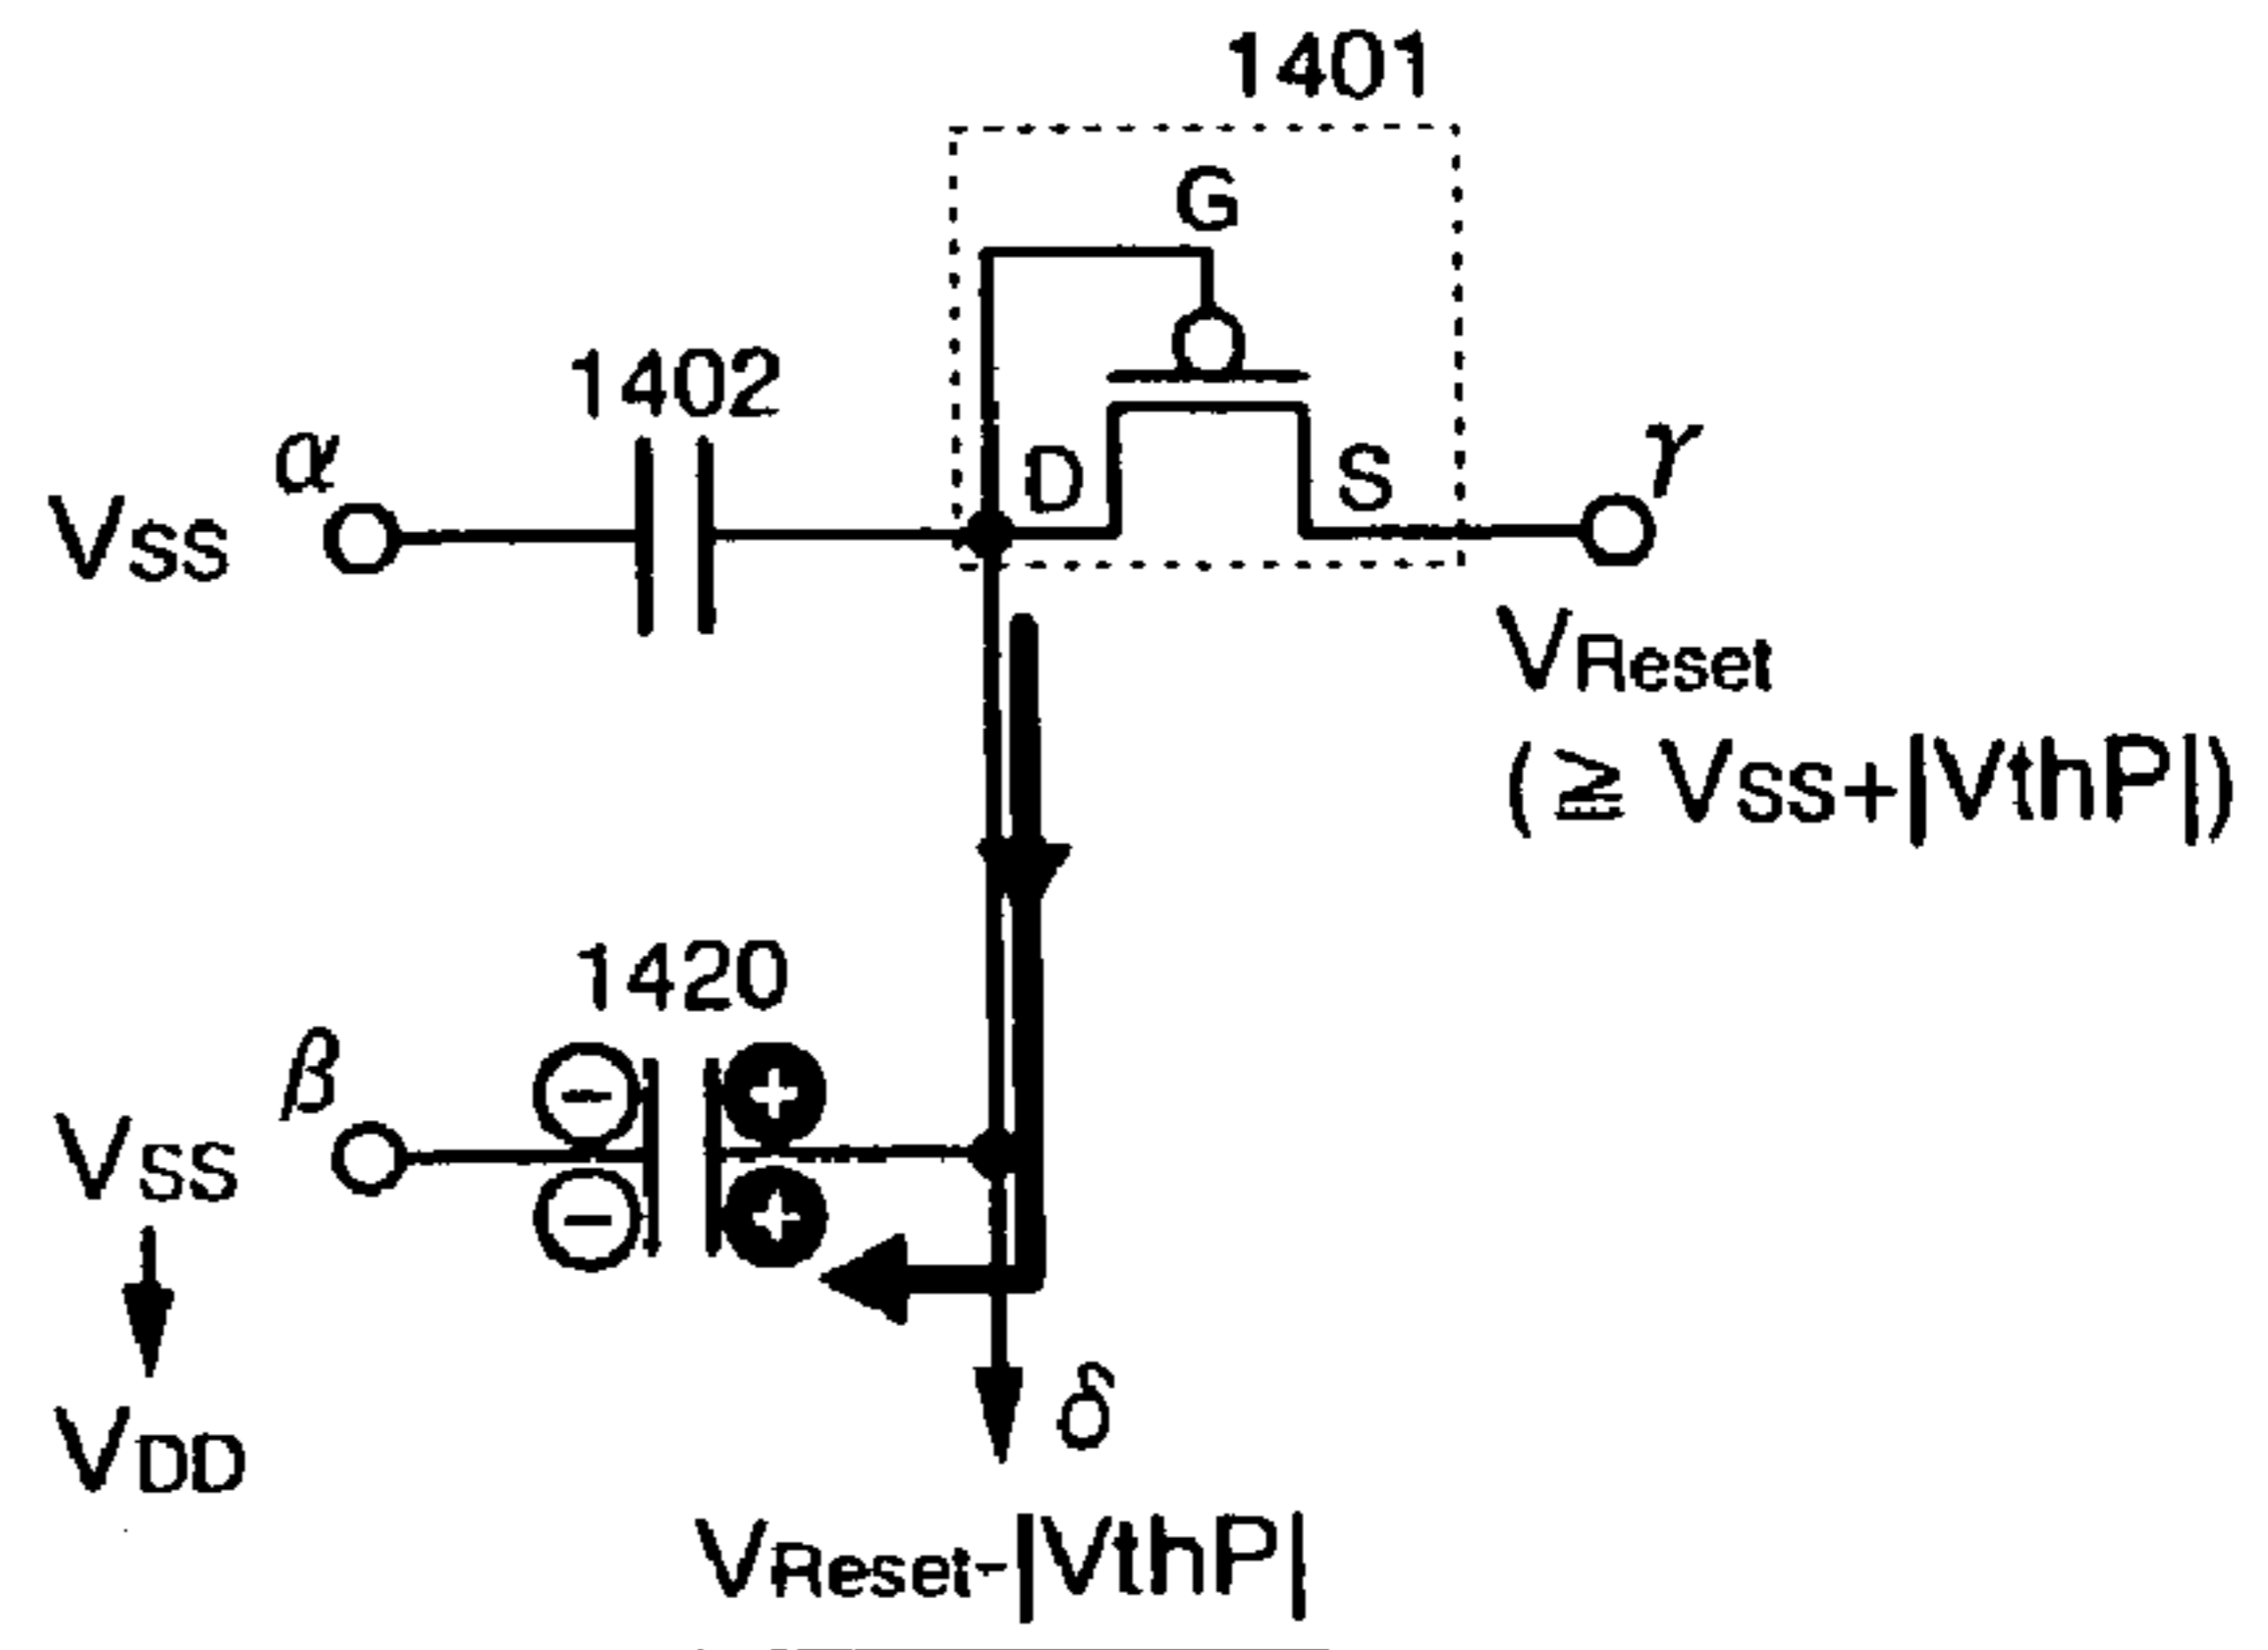 1401
G
1402
α
D
S
γ
VSS
VReset
(≧ VSS+|VthP|)
1420
β
− +
VSS
− +
VDD
δ
VReset-|VthP|